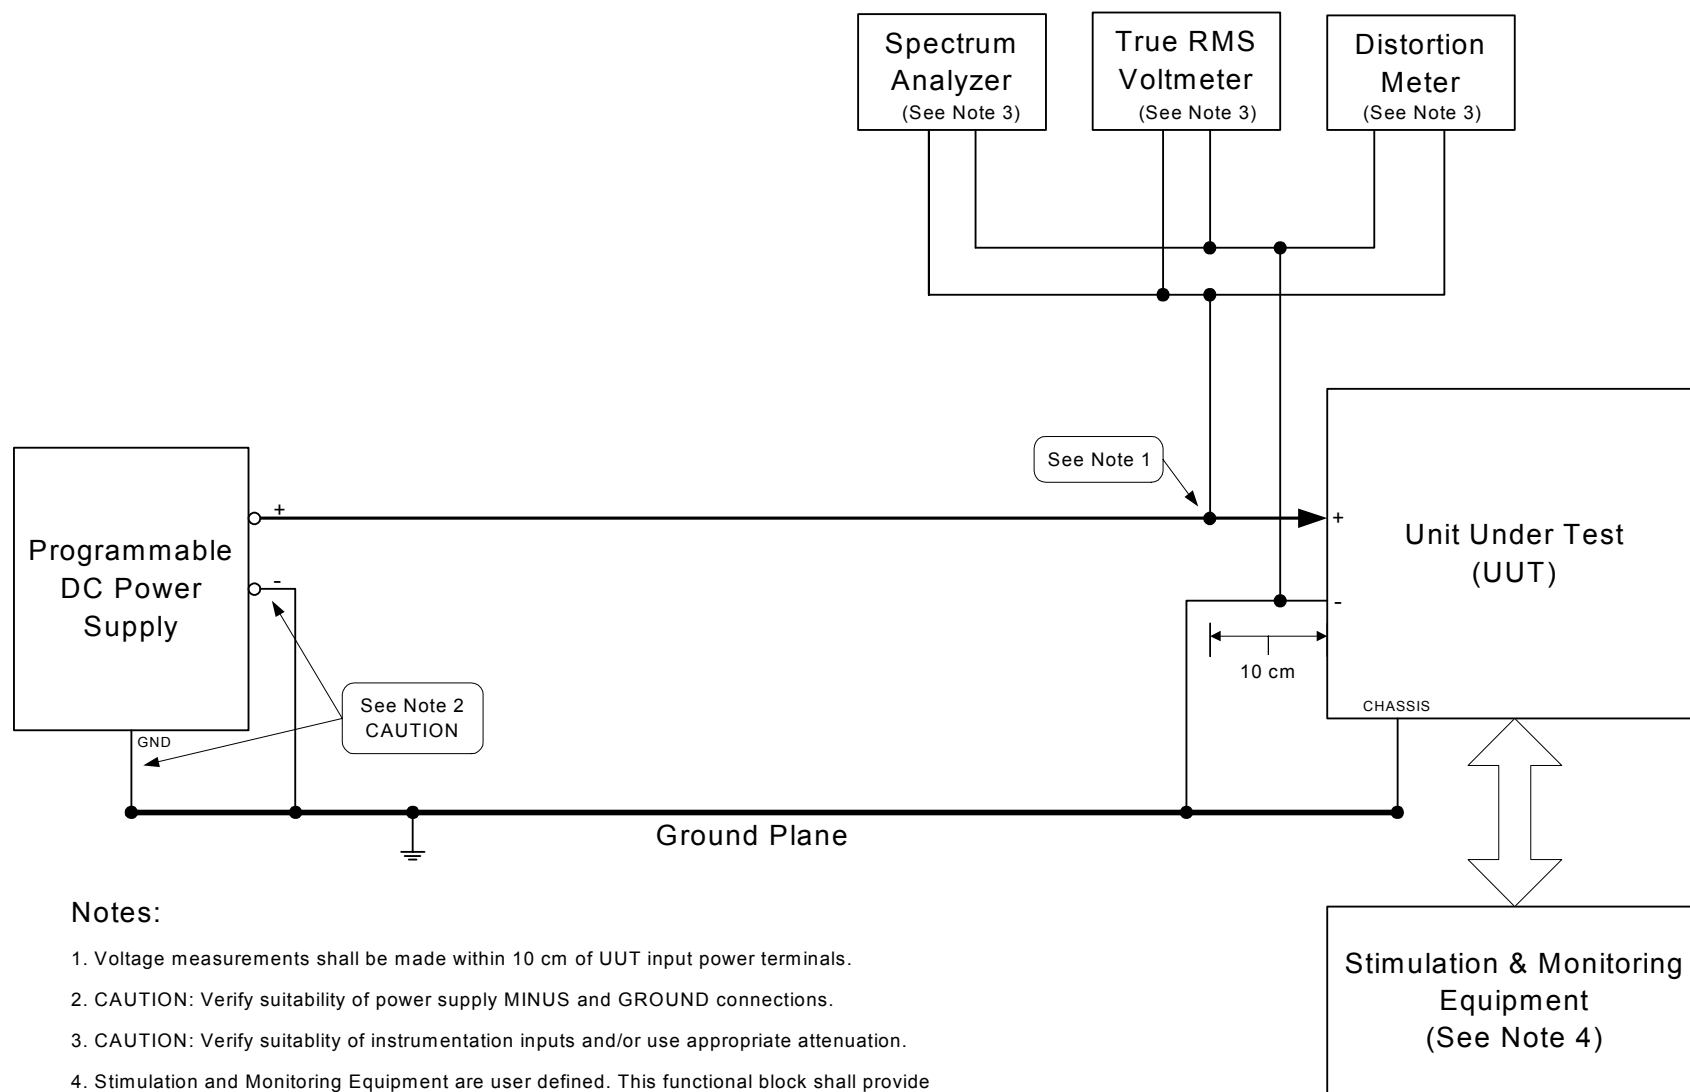 Spectrum
Analyzer
(See Note 3)
True RMS
Voltmeter
(See Note 3)
Distortion
Meter
(See Note 3)
See Note 1
Programmable
DC Power
Supply
+
-
GND
See Note 2
CAUTION
+
-
Unit Under Test
(UUT)
10 cm
CHASSIS
Ground Plane
Notes:
1. Voltage measurements shall be made within 10 cm of UUT input power terminals.
2. CAUTION: Verify suitability of power supply MINUS and GROUND connections.
3. CAUTION: Verify suitablity of instrumentation inputs and/or use appropriate attenuation.
4. Stimulation and Monitoring Equipment are user defined. This functional block shall provide
Stimulation & Monitoring
Equipment
(See Note 4)